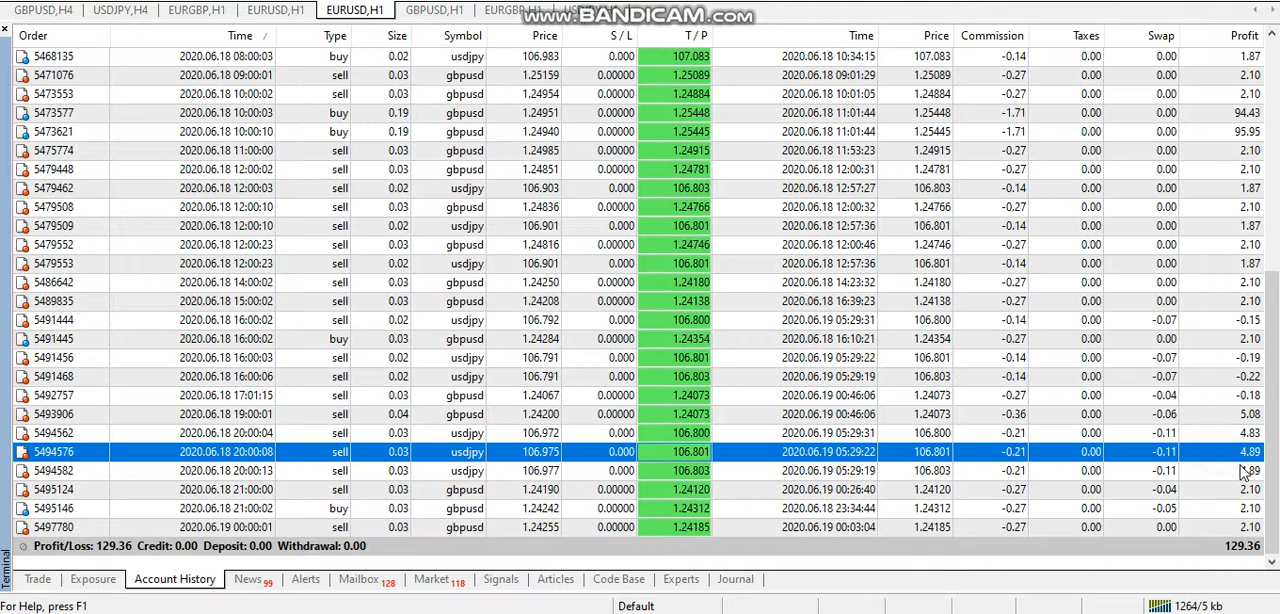 GBPUSD,H4 USDJPY,H4 EURGBP,H1 EURUSD,H1 EURUSD,H1 GBPUSD,H1
www.BANDICAM.com
Order Time / Type Size Symbol Price S / L T / P Time Price Commission Taxes Swap Profit
5468135 2020.06.18 08:00:03 buy 0.02 usdjpy 106.983 0.000 107.083 2020.06.18 10:34:15 107.083 -0.14 0.00 0.00 1.87
5471076 2020.06.18 09:00:01 sell 0.03 gbpusd 1.25159 0.00000 1.25089 2020.06.18 09:01:29 1.25089 -0.27 0.00 0.00 2.10
5473553 2020.06.18 10:00:02 sell 0.03 gbpusd 1.24954 0.00000 1.24884 2020.06.18 10:01:05 1.24884 -0.27 0.00 0.00 2.10
5473577 2020.06.18 10:00:03 buy 0.19 gbpusd 1.24951 0.00000 1.25448 2020.06.18 11:01:44 1.25448 -1.71 0.00 0.00 94.43
5473621 2020.06.18 10:00:10 buy 0.19 gbpusd 1.24940 0.00000 1.25445 2020.06.18 11:01:44 1.25445 -1.71 0.00 0.00 95.95
5475774 2020.06.18 11:00:00 sell 0.03 gbpusd 1.24985 0.00000 1.24915 2020.06.18 11:53:23 1.24915 -0.27 0.00 0.00 2.10
5479448 2020.06.18 12:00:00 sell 0.03 gbpusd 1.24851 0.00000 1.24781 2020.06.18 12:00:31 1.24781 -0.27 0.00 0.00 2.10
5479462 2020.06.18 12:00:03 sell 0.02 usdjpy 106.903 0.000 106.803 2020.06.18 12:57:27 106.803 -0.14 0.00 0.00 1.87
5479508 2020.06.18 12:00:10 sell 0.03 gbpusd 1.24836 0.00000 1.24766 2020.06.18 12:00:32 1.24766 -0.27 0.00 0.00 2.10
5479509 2020.06.18 12:00:10 sell 0.02 usdjpy 106.901 0.000 106.801 2020.06.18 12:57:36 106.801 -0.14 0.00 0.00 1.87
5479552 2020.06.18 12:00:23 sell 0.03 gbpusd 1.24816 0.00000 1.24746 2020.06.18 12:00:46 1.24746 -0.27 0.00 0.00 2.10
5479553 2020.06.18 12:00:23 sell 0.02 usdjpy 106.901 0.000 106.801 2020.06.18 12:57:36 106.801 -0.14 0.00 0.00 1.87
5486642 2020.06.18 14:00:02 sell 0.03 gbpusd 1.24250 0.00000 1.24180 2020.06.18 14:23:32 1.24180 -0.27 0.00 0.00 2.10
5489835 2020.06.18 15:00:02 sell 0.03 gbpusd 1.24208 0.00000 1.24138 2020.06.18 16:39:23 1.24138 -0.27 0.00 0.00 2.10
5491444 2020.06.18 16:00:02 sell 0.02 usdjpy 106.792 0.000 106.800 2020.06.19 05:29:31 106.800 -0.14 0.00 -0.07 -0.15
5491445 2020.06.18 16:00:02 buy 0.03 gbpusd 1.24284 0.00000 1.24354 2020.06.18 16:10:21 1.24354 -0.27 0.00 0.00 2.10
5491456 2020.06.18 16:00:03 sell 0.02 usdjpy 106.791 0.000 106.801 2020.06.19 05:29:22 106.801 -0.14 0.00 -0.07 -0.19
5491468 2020.06.18 16:00:06 sell 0.02 usdjpy 106.791 0.000 106.803 2020.06.19 05:29:19 106.803 -0.14 0.00 -0.07 -0.22
5492757 2020.06.18 17:01:15 sell 0.03 gbpusd 1.24067 0.00000 1.24073 2020.06.19 00:46:06 1.24073 -0.27 0.00 -0.04 -0.18
5493906 2020.06.18 19:00:01 sell 0.04 gbpusd 1.24200 0.00000 1.24073 2020.06.19 00:46:06 1.24073 -0.36 0.00 -0.06 5.08
5494562 2020.06.18 20:00:04 sell 0.03 usdjpy 106.972 0.000 106.800 2020.06.19 05:29:31 106.800 -0.21 0.00 -0.11 4.83
5494576 2020.06.18 20:00:08 sell 0.03 usdjpy 106.975 0.000 106.801 2020.06.19 05:29:22 106.801 -0.21 0.00 -0.11 4.89
5494582 2020.06.18 20:00:13 sell 0.03 usdjpy 106.977 0.000 106.803 2020.06.19 05:29:19 106.803 -0.21 0.00 -0.11
5495124 2020.06.18 21:00:00 sell 0.03 gbpusd 1.24190 0.00000 1.24120 2020.06.19 00:26:40 1.24120 -0.27 0.00 -0.04 2.10
5495146 2020.06.18 21:00:02 buy 0.03 gbpusd 1.24242 0.00000 1.24312 2020.06.18 23:34:44 1.24312 -0.27 0.00 -0.05 2.10
5497780 2020.06.19 00:00:01 sell 0.03 gbpusd 1.24255 0.00000 1.24185 2020.06.19 00:03:04 1.24185 -0.27 0.00 0.00 2.10
Profit/Loss: 129.36 Credit: 0.00 Deposit: 0.00 Withdrawal: 0.00 129.36
Terminal
Trade Exposure Account History News 99 Alerts Mailbox 128 Market 118 Signals Articles Code Base Experts Journal
For Help, press F1 Default 1264/5 kb